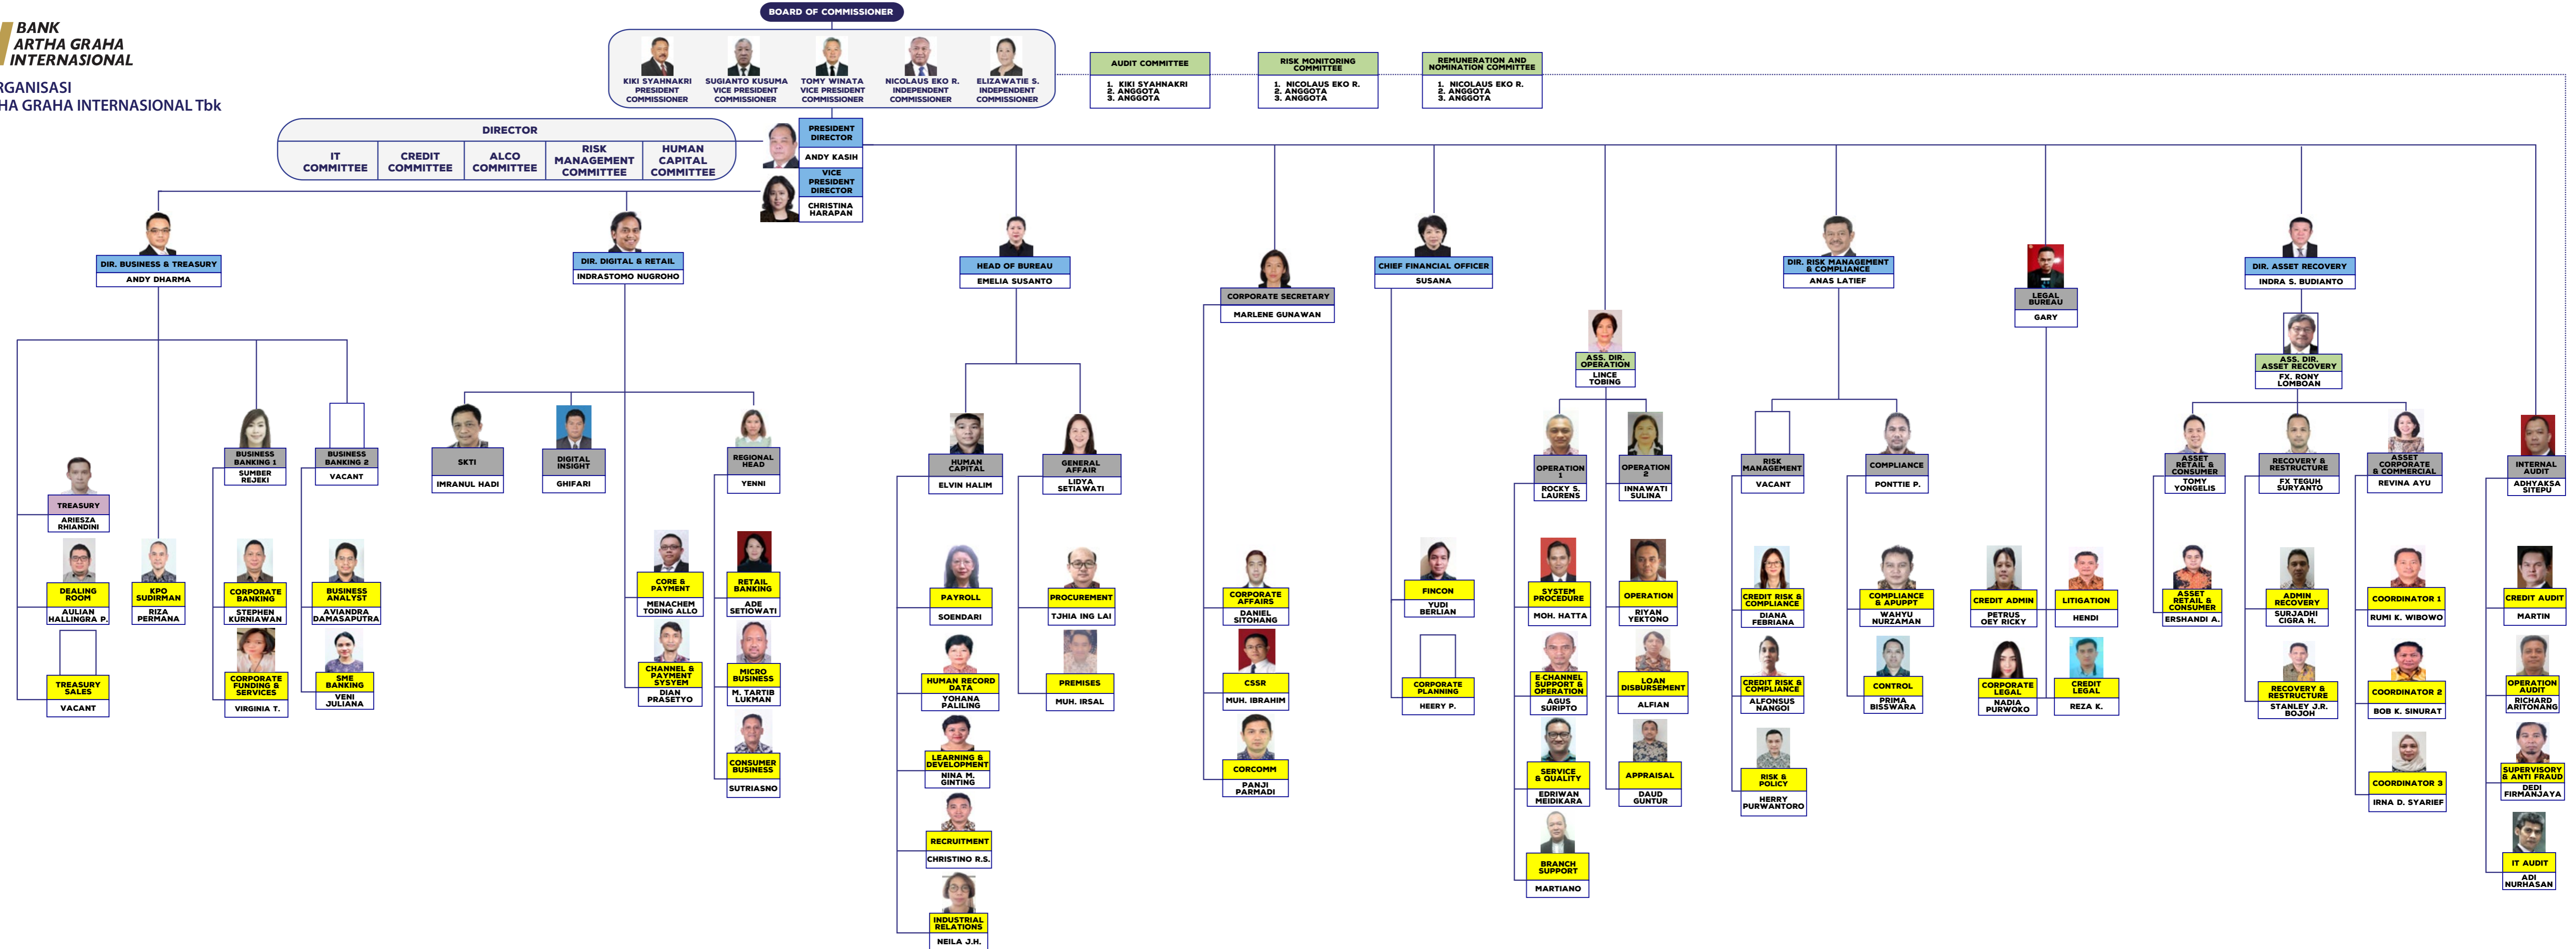 BANK
ARTHA GRAHA
INTERNASIONAL
RGANISASI
HA GRAHA INTERNASIONAL Tbk
BOARD OF COMMISSIONER
KIKI SYAHNAKRI
PRESIDENT
COMMISSIONER
SUGIANTO KUSUMA
VICE PRESIDENT
COMMISSIONER
TOMY WINATA
VICE PRESIDENT
COMMISSIONER
NICOLAUS EKO R.
INDEPENDENT
COMMISSIONER
ELIZAWATIE S.
INDEPENDENT
COMMISSIONER
AUDIT COMMITTEE
1. KIKI SYAHNAKRI
2. ANGGOTA
3. ANGGOTA
RISK MONITORING
COMMITTEE
1. NICOLAUS EKO R.
2. ANGGOTA
3. ANGGOTA
REMUNERATION AND
NOMINATION COMMITTEE
1. NICOLAUS EKO R.
2. ANGGOTA
3. ANGGOTA
DIRECTOR
IT
COMMITTEE
CREDIT
COMMITTEE
ALCO
COMMITTEE
RISK
MANAGEMENT
COMMITTEE
HUMAN
CAPITAL
COMMITTEE
PRESIDENT
DIRECTOR
ANDY KASIH
VICE
PRESIDENT
DIRECTOR
CHRISTINA
HARAPAN
DIR. BUSINESS & TREASURY
ANDY DHARMA
TREASURY
ARIESZA
RHIANDINI
DEALING
ROOM
AULIAN
HALLINGRA P.
TREASURY
SALES
VACANT
KPO
SUDIRMAN
RIZA
PERMANA
BUSINESS
BANKING 1
SUMBER
REJEKI
CORPORATE
BANKING
STEPHEN
KURNIAWAN
CORPORATE
FUNDING &
SERVICES
VIRGINIA T.
BUSINESS
BANKING 2
VACANT
BUSINESS
ANALYST
AVIANDRA
DAMASAPUTRA
SME
BANKING
VENI
JULIANA
DIR. DIGITAL & RETAIL
INDRASTOMO NUGROHO
SKTI
IMRANUL HADI
DIGITAL
INSIGHT
GHIFARI
CORE &
PAYMENT
MENACHEM
TODING ALLO
CHANNEL &
PAYMENT
SYSYEM
DIAN
PRASETYO
REGIONAL
HEAD
YENNI
RETAIL
BANKING
ADE
SETIOWATI
MICRO
BUSINESS
M. TARTIB
LUKMAN
CONSUMER
BUSINESS
SUTRIASNO
HEAD OF BUREAU
EMELIA SUSANTO
HUMAN
CAPITAL
ELVIN HALIM
PAYROLL
SOENDARI
HUMAN RECORD
DATA
YOHANA
PALILING
LEARNING &
DEVELOPMENT
NINA M.
GINTING
RECRUITMENT
CHRISTINO R.S.
INDUSTRIAL
RELATIONS
NEILA J.H.
GENERAL
AFFAIR
LIDYA
SETIAWATI
PROCUREMENT
TJHIA ING LAI
PREMISES
MUH. IRSAL
CORPORATE SECRETARY
MARLENE GUNAWAN
CORPORATE
AFFAIRS
DANIEL
SITOHANG
CSSR
MUH. IBRAHIM
CORCOMM
PANJI
PARMADI
CHIEF FINANCIAL OFFICER
SUSANA
FINCON
YUDI
BERLIAN
CORPORATE
PLANNING
HEERY P.
ASS. DIR.
OPERATION
LINCE
TOBING
OPERATION
1
ROCKY S.
LAURENS
SYSTEM
PROCEDURE
MOH. HATTA
E-CHANNEL
SUPPORT &
OPERATION
AGUS
SURIPTO
SERVICE
& QUALITY
EDRIWAN
MEIDIKARA
BRANCH
SUPPORT
MARTIANO
OPERATION
2
INNAWATI
SULINA
OPERATION
RIYAN
YEKTONO
LOAN
DISBURSEMENT
ALFIAN
APPRAISAL
DAUD
GUNTUR
DIR. RISK MANAGEMENT
& COMPLIANCE
ANAS LATIEF
RISK
MANAGEMENT
VACANT
CREDIT RISK &
COMPLIANCE
DIANA
FEBRIANA
CREDIT RISK &
COMPLIANCE
ALFONSUS
NANGOI
RISK &
POLICY
HERRY
PURWANTORO
COMPLIANCE
PONTTIE P.
COMPLIANCE
& APUPPT
WAHYU
NURZAMAN
CONTROL
PRIMA
BISSWARA
LEGAL
BUREAU
GARY
CREDIT ADMIN
PETRUS
OEY RICKY
LITIGATION
HENDI
CORPORATE
LEGAL
NADIA
PURWOKO
CREDIT
LEGAL
REZA K.
DIR. ASSET RECOVERY
INDRA S. BUDIANTO
ASS. DIR.
ASSET RECOVERY
FX. RONY
LOMBOAN
ASSET
RETAIL &
CONSUMER
TOMY
YONGELIS
ASSET
RETAIL &
CONSUMER
ERSHANDI A.
RECOVERY &
RESTRUCTURE
FX TEGUH
SURYANTO
ADMIN
RECOVERY
SURJADHI
CIGRA H.
RECOVERY &
RESTRUCTURE
STANLEY J.R.
BOJOH
ASSET
CORPORATE
& COMMERCIAL
REVINA AYU
COORDINATOR 1
RUMI K. WIBOWO
COORDINATOR 2
BOB K. SINURAT
COORDINATOR 3
IRNA D. SYARIEF
INTERNAL
AUDIT
ADHYAKSA
SITEPU
CREDIT AUDIT
MARTIN
OPERATION
AUDIT
RICHARD
ARITONANG
SUPERVISORY
& ANTI FRAUD
DEDI
FIRMANJAYA
IT AUDIT
ADI
NURHASAN